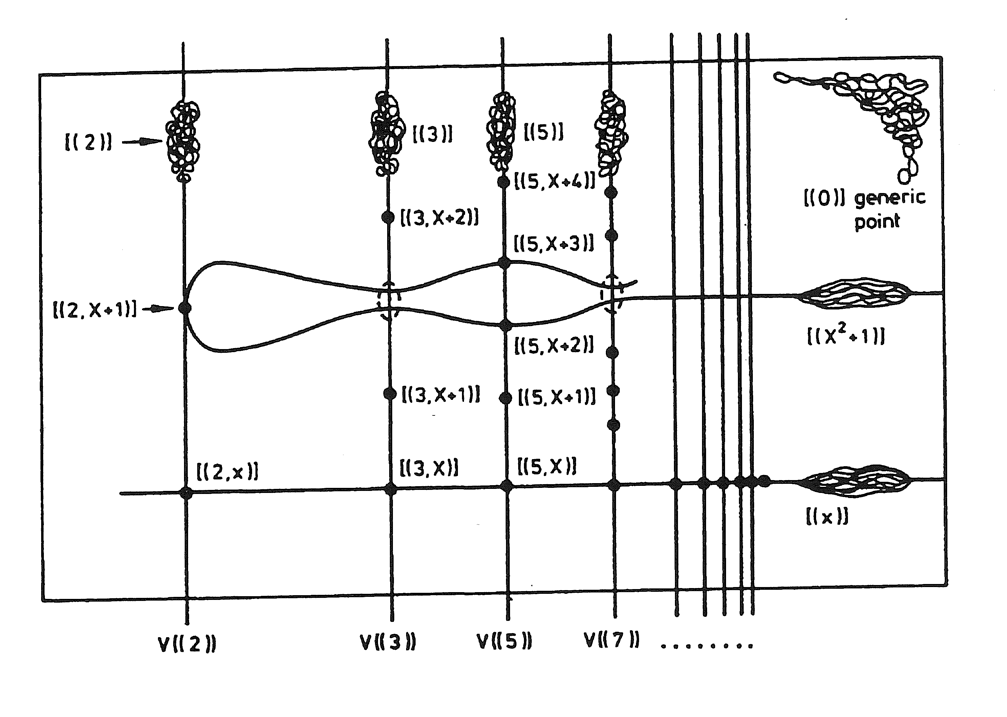 [(2)]
[(3)]
[(5)]
[(5,X+4)]
[(0)] generic
point
[(3,X+2)]
[(5,X+3)]
[(2,X+1)]
[(X²+1)]
[(5,X+2)]
[(3,X+1)]
[(5,X+1)]
[(2,x)]
[(3,X)]
[(5,X)]
[(x)]
V((2))
V((3))
V((5))
V((7))
.........